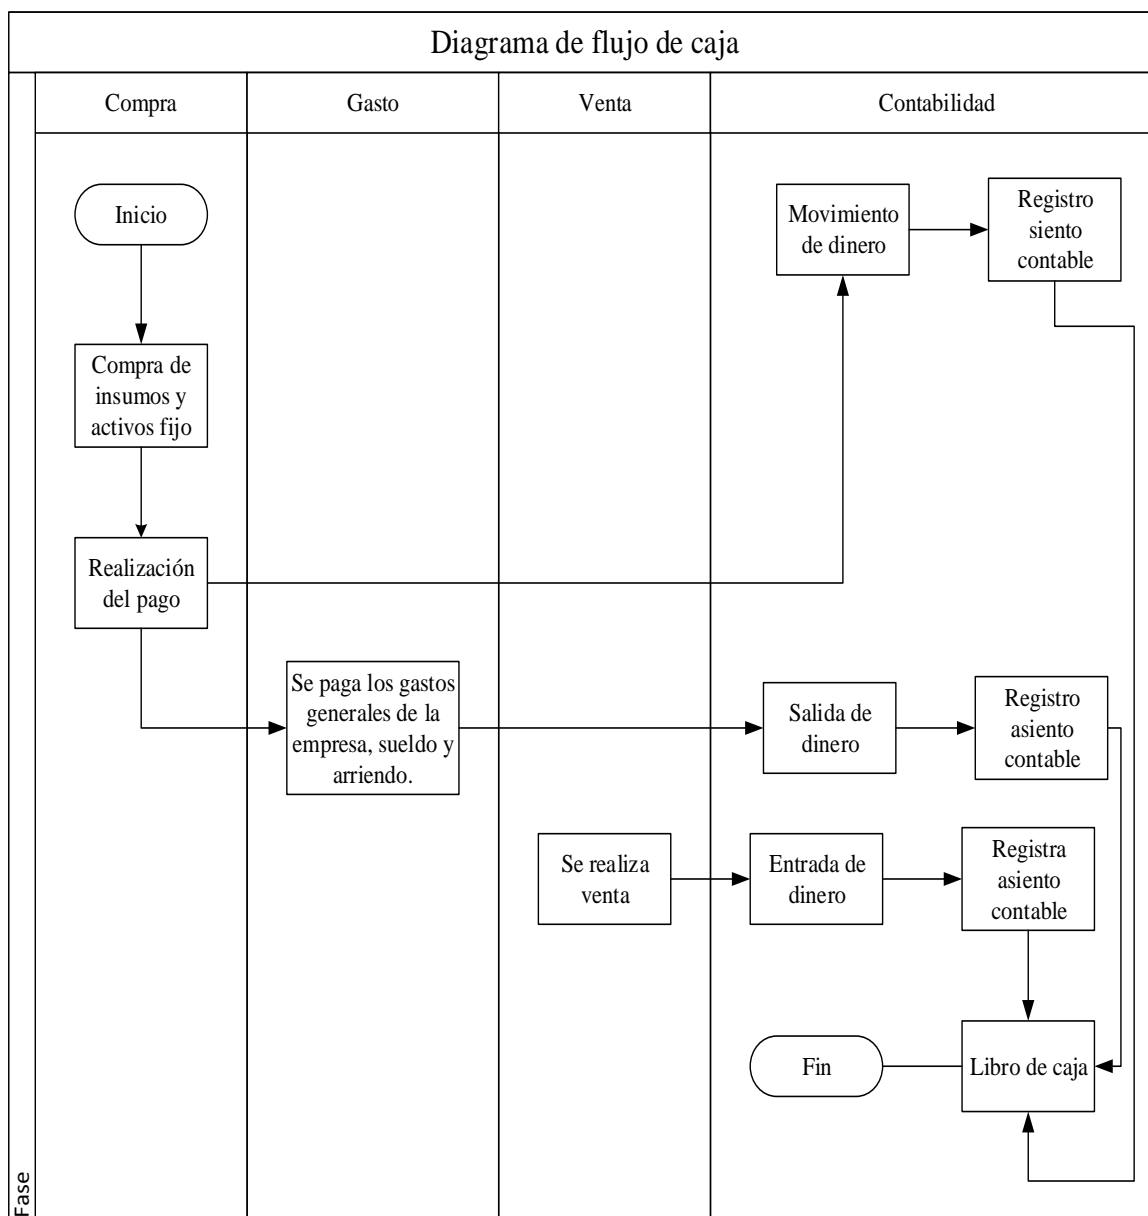 Diagrama de flujo de caja
Compra
Gasto
Venta
Contabilidad
Inicio
Movimiento
de dinero
Registro
siento
contable
Compra de
insumos y
activos fijo
Realización
del pago
Se paga los gastos
generales de la
empresa, sueldo y
arriendo.
Salida de
dinero
Registro
asiento
contable
Se realiza
venta
Entrada de
dinero
Registra
asiento
contable
Fin
Libro de caja
Fase